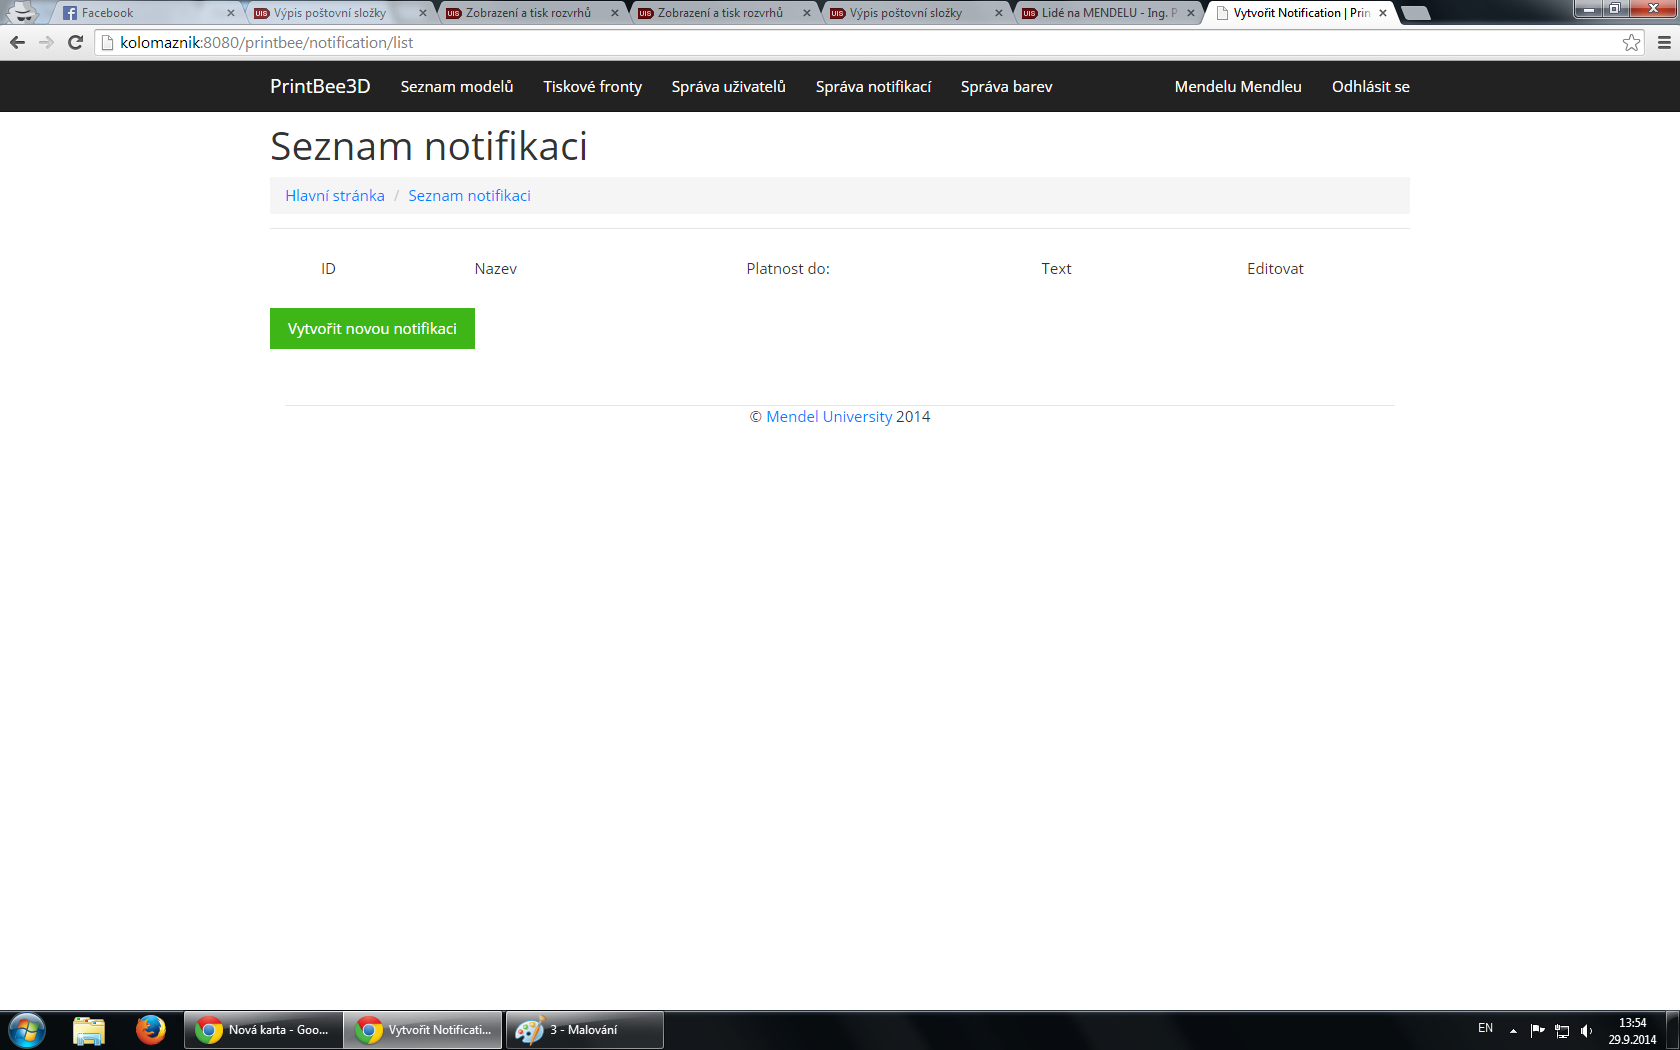 Facebook
Výpis poštovní složky
Zobrazení a tisk rozvrhů
Zobrazení a tisk rozvrhů
Výpis poštovní složky
Lidé na MENDELU - Ing. P
Vytvořit Notification | Prin
kolomaznik:8080/printbee/notification/list
PrintBee3D Seznam modelů Tiskové fronty Správa uživatelů Správa notifikací Správa barev Mendelu Mendleu Odhlásit se
Seznam notifikaci
Hlavní stránka / Seznam notifikaci
ID Nazev Platnost do: Text Editovat
Vytvořit novou notifikaci
© Mendel University 2014
Nová karta - Goo...
Vytvořit Notificati...
3 - Malování
EN
13:54
29.9.2014